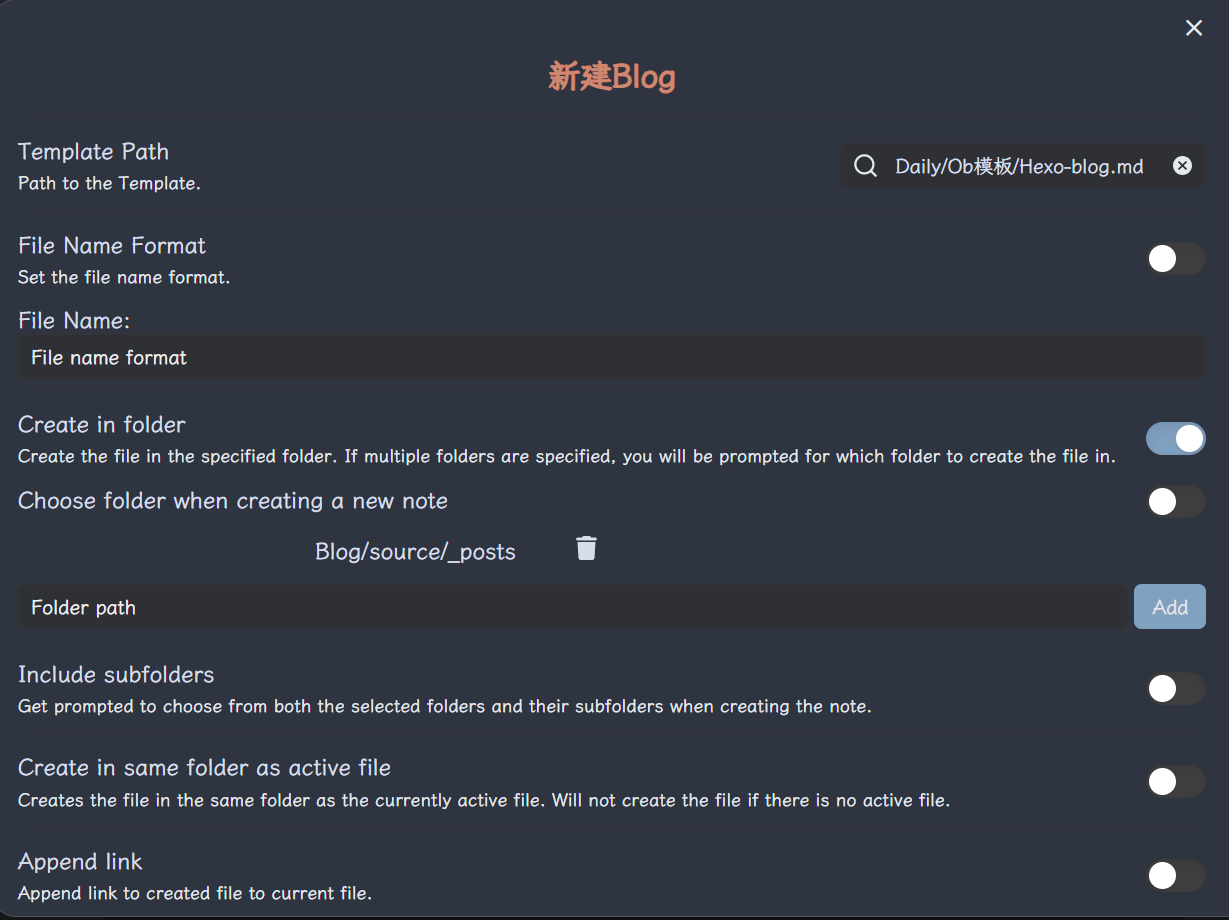 新建Blog
Template Path
Path to the Template.
Daily/Ob模板/Hexo-blog.md
File Name Format
Set the file name format.
File Name:
File name format
Create in folder
Create the file in the specified folder. If multiple folders are specified, you will be prompted for which folder to create the file in.
Choose folder when creating a new note
Blog/source/_posts
Folder path
Add
Include subfolders
Get prompted to choose from both the selected folders and their subfolders when creating the note.
Create in same folder as active file
Creates the file in the same folder as the currently active file. Will not create the file if there is no active file.
Append link
Append link to created file to current file.